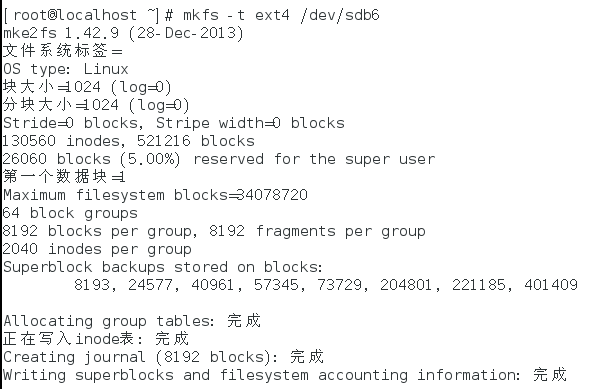 [root@localhost ~]# mkfs -t ext4 /dev/sdb6
mke2fs 1.42.9 (28-Dec-2013)
文件系统标签=
OS type: Linux
块大小=1024 (log=0)
分块大小=1024 (log=0)
Stride=0 blocks, Stripe width=0 blocks
130560 inodes, 521216 blocks
26060 blocks (5.00%) reserved for the super user
第一个数据块=1
Maximum filesystem blocks=34078720
64 block groups
8192 blocks per group, 8192 fragments per group
2040 inodes per group
Superblock backups stored on blocks:
8193, 24577, 40961, 57345, 73729, 204801, 221185, 401409
Allocating group tables: 完成
正在写入inode表: 完成
Creating journal (8192 blocks): 完成
Writing superblocks and filesystem accounting information: 完成